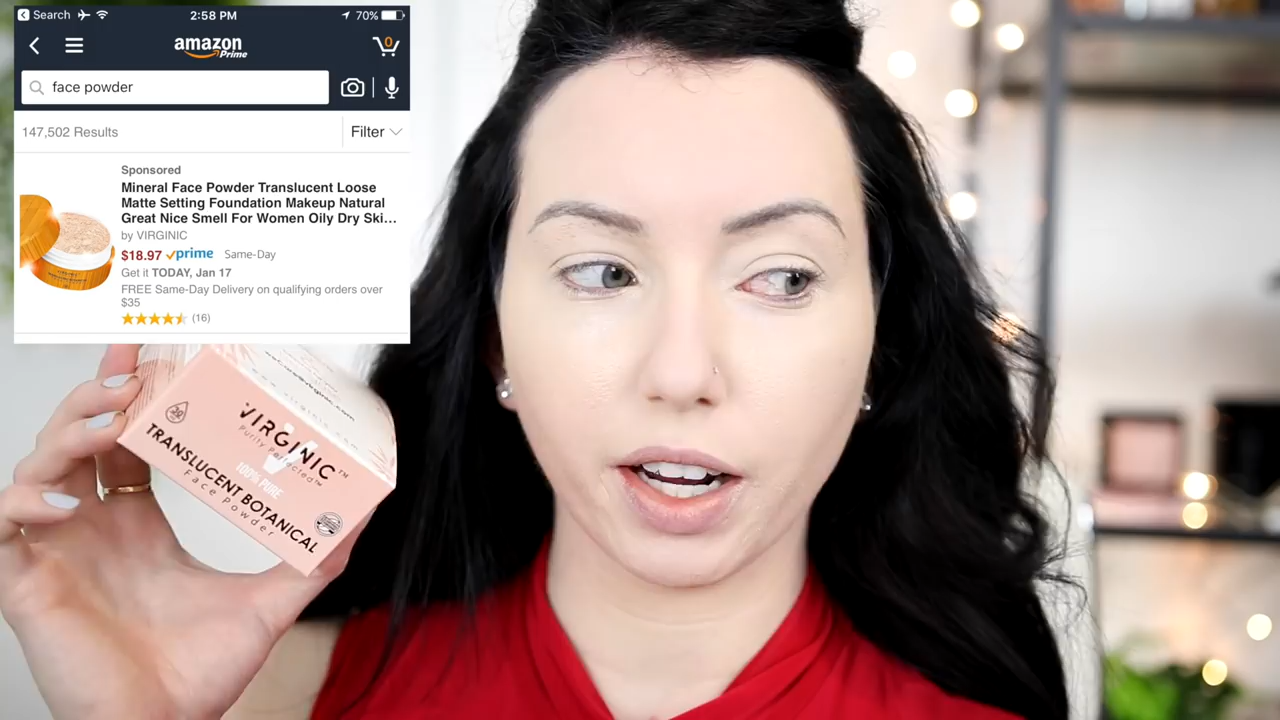 Search
2:58 PM
70%
amazon
Prime
0
face powder
147,502 Results
Filter
Sponsored
Mineral Face Powder Translucent Loose
Matte Setting Foundation Makeup Natural
Great Nice Smell For Women Oily Dry Ski...
by VIRGINIC
$18.97 prime Same-Day
Get it TODAY, Jan 17
FREE Same-Day Delivery on qualifying orders over
$35
(16)
VIRGINIC™
Purity Perfected™
100% PURE
TRANSLUCENT BOTANICAL
Face Powder